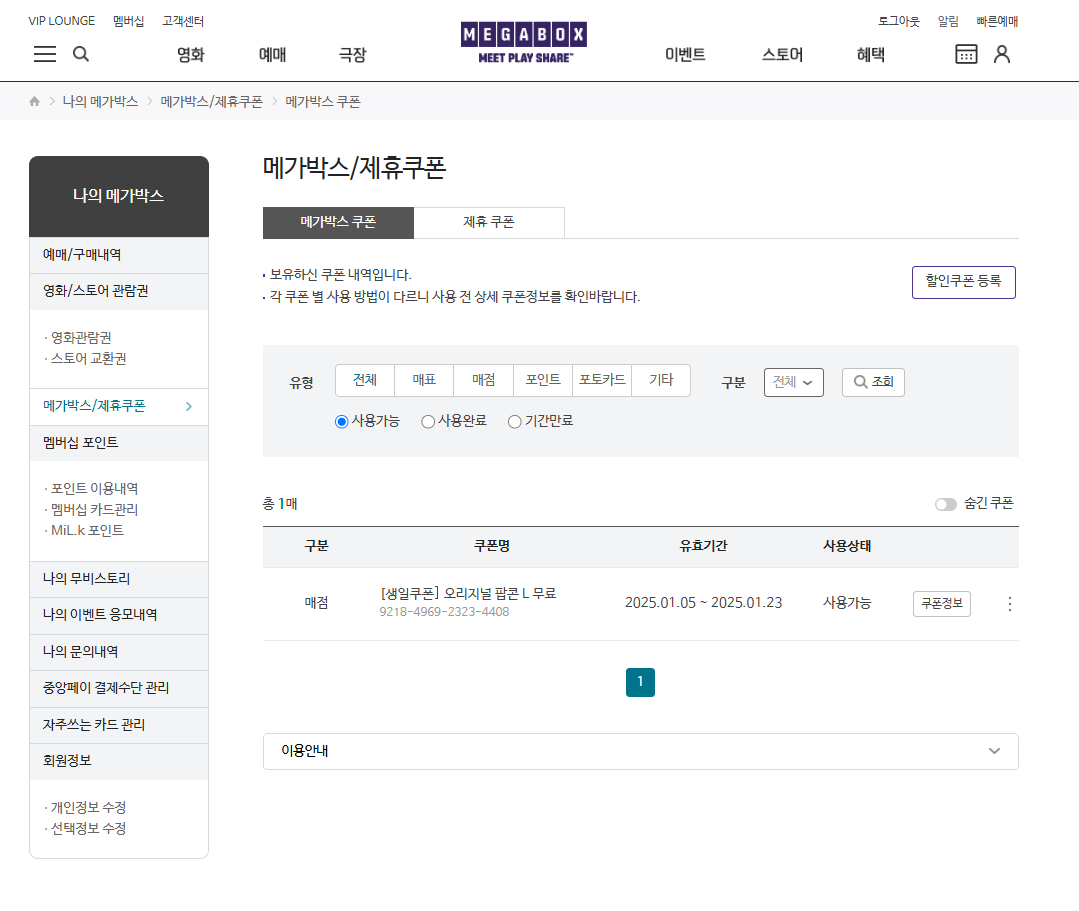 VIP LOUNGE 멤버십 고객센터
로그아웃 알림 빠른예매
영화 예매 극장
MEGABOX
MEET PLAY SHARE™
이벤트 스토어 혜택
나의 메가박스 > 메가박스/제휴쿠폰 > 메가박스 쿠폰
나의 메가박스
예매/구매내역
영화/스토어 관람권
· 영화관람권
· 스토어 교환권
메가박스/제휴쿠폰
멤버십 포인트
· 포인트 이용내역
· 멤버십 카드관리
· MiL.k 포인트
나의 무비스토리
나의 이벤트 응모내역
나의 문의내역
중앙페이 결제수단 관리
자주쓰는 카드 관리
회원정보
· 개인정보 수정
· 선택정보 수정
메가박스/제휴쿠폰
메가박스 쿠폰 제휴 쿠폰
· 보유하신 쿠폰 내역입니다.
· 각 쿠폰 별 사용 방법이 다르니 사용 전 상세 쿠폰정보를 확인바랍니다.
할인쿠폰 등록
유형 전체 매표 매점 포인트 포토카드 기타 구분 전체 조회
사용가능 사용완료 기간만료
총 1매
숨긴 쿠폰
구분 쿠폰명 유효기간 사용상태
매점 [생일쿠폰] 오리지널 팝콘 L 무료 2025.01.05 ~ 2025.01.23 사용가능 쿠폰정보
9218-4969-2323-4408
1
이용안내